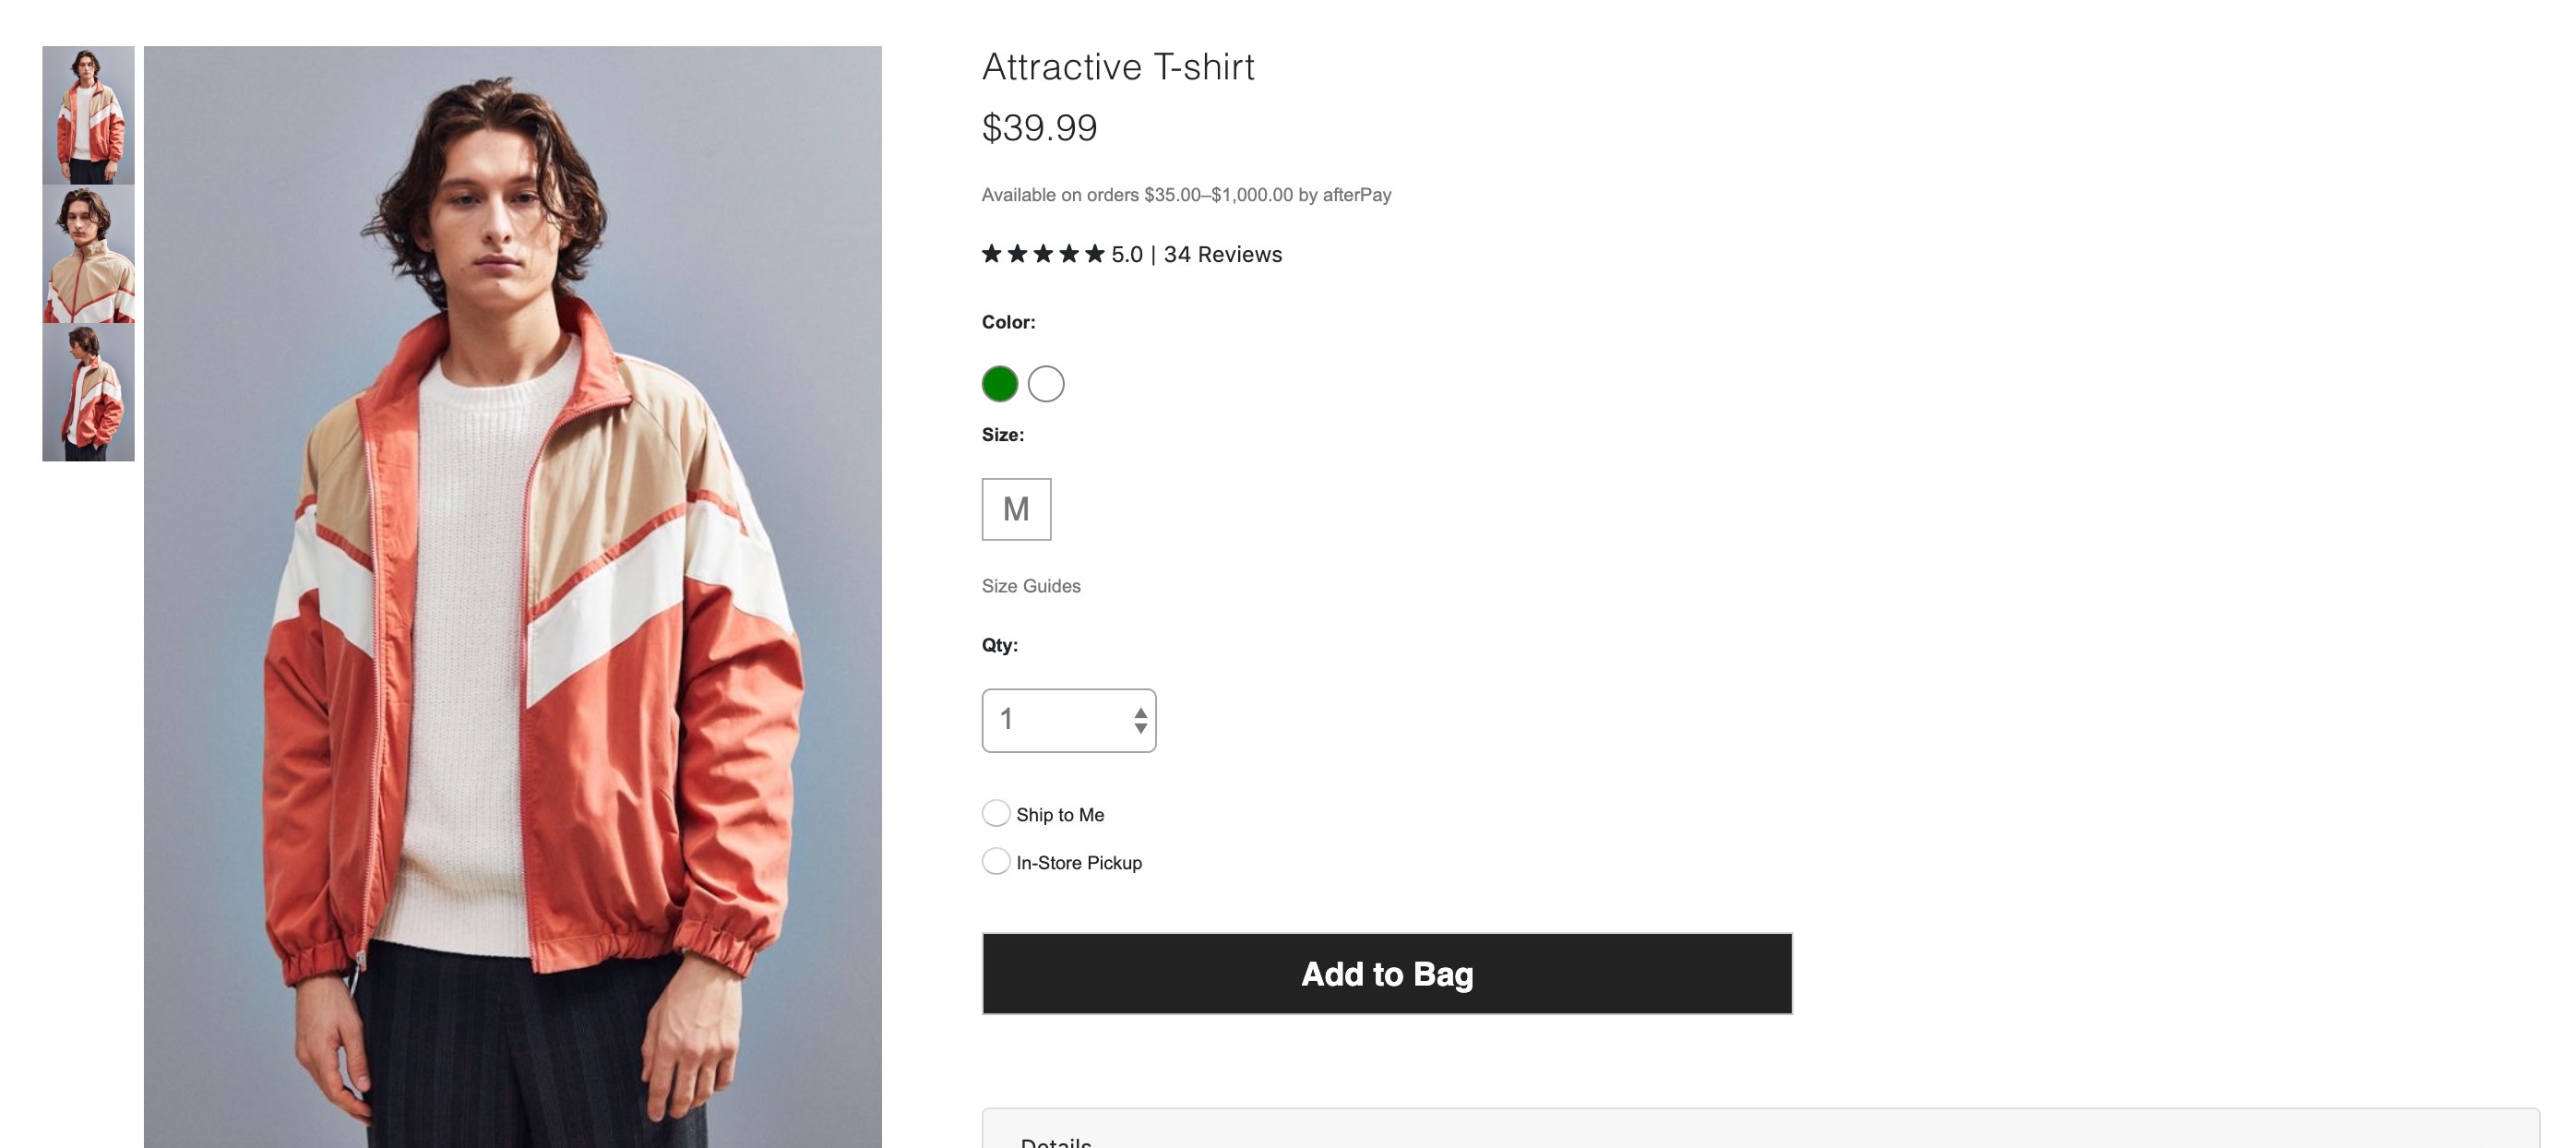 Attractive T-shirt
$39.99
Available on orders $35.00–$1,000.00 by afterPay
★★★★★ 5.0 | 34 Reviews
Color:
Size:
M
Size Guides
Qty:
1
Ship to Me
In-Store Pickup
Add to Bag
Details